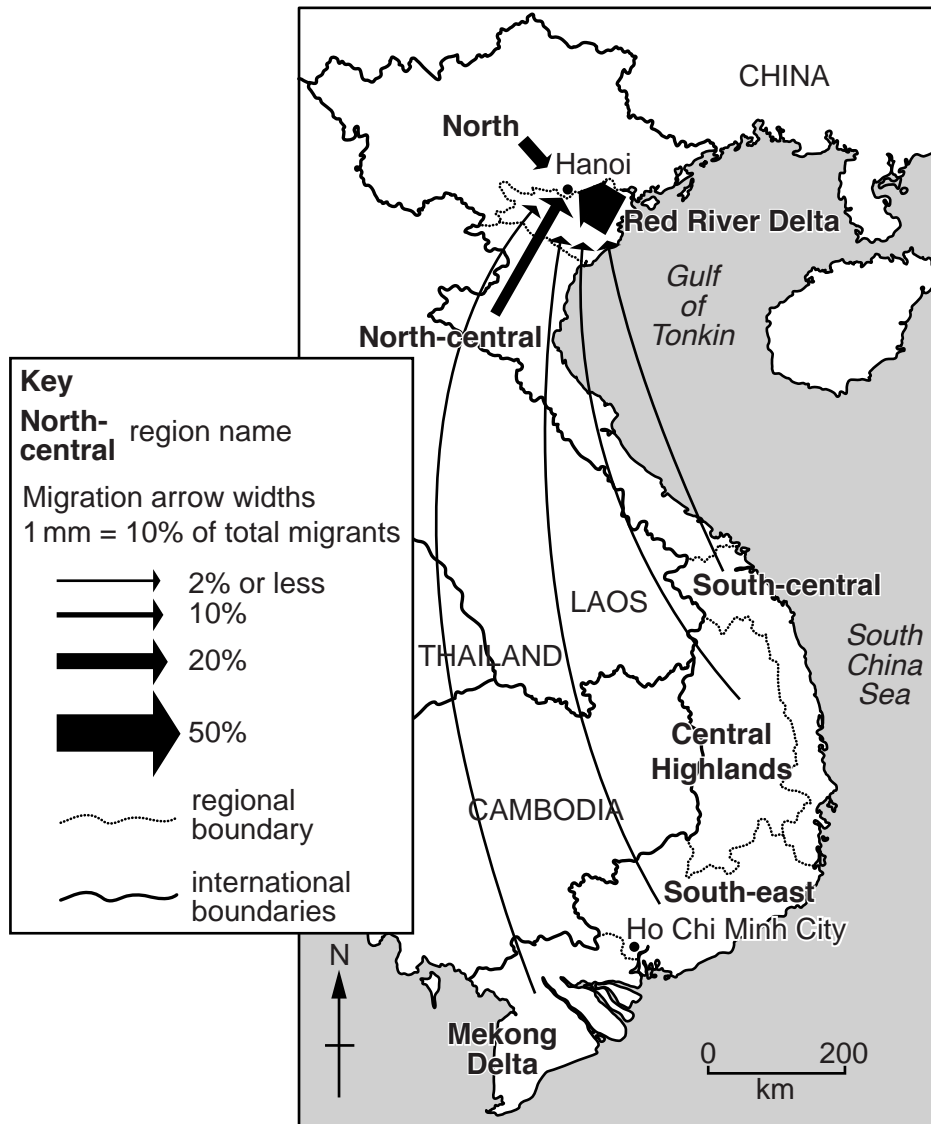 CHINA
North
Hanoi
Red River Delta
Gulf
of
Tonkin
North-central
Key
North-
central region name
Migration arrow widths
1 mm = 10% of total migrants
2% or less
10%
20%
50%
regional
boundary
international
boundaries
South-central
LAOS
THAILAND
South
China
Sea
Central
Highlands
CAMBODIA
South-east
Ho Chi Minh City
N
Mekong
Delta
0 200
km